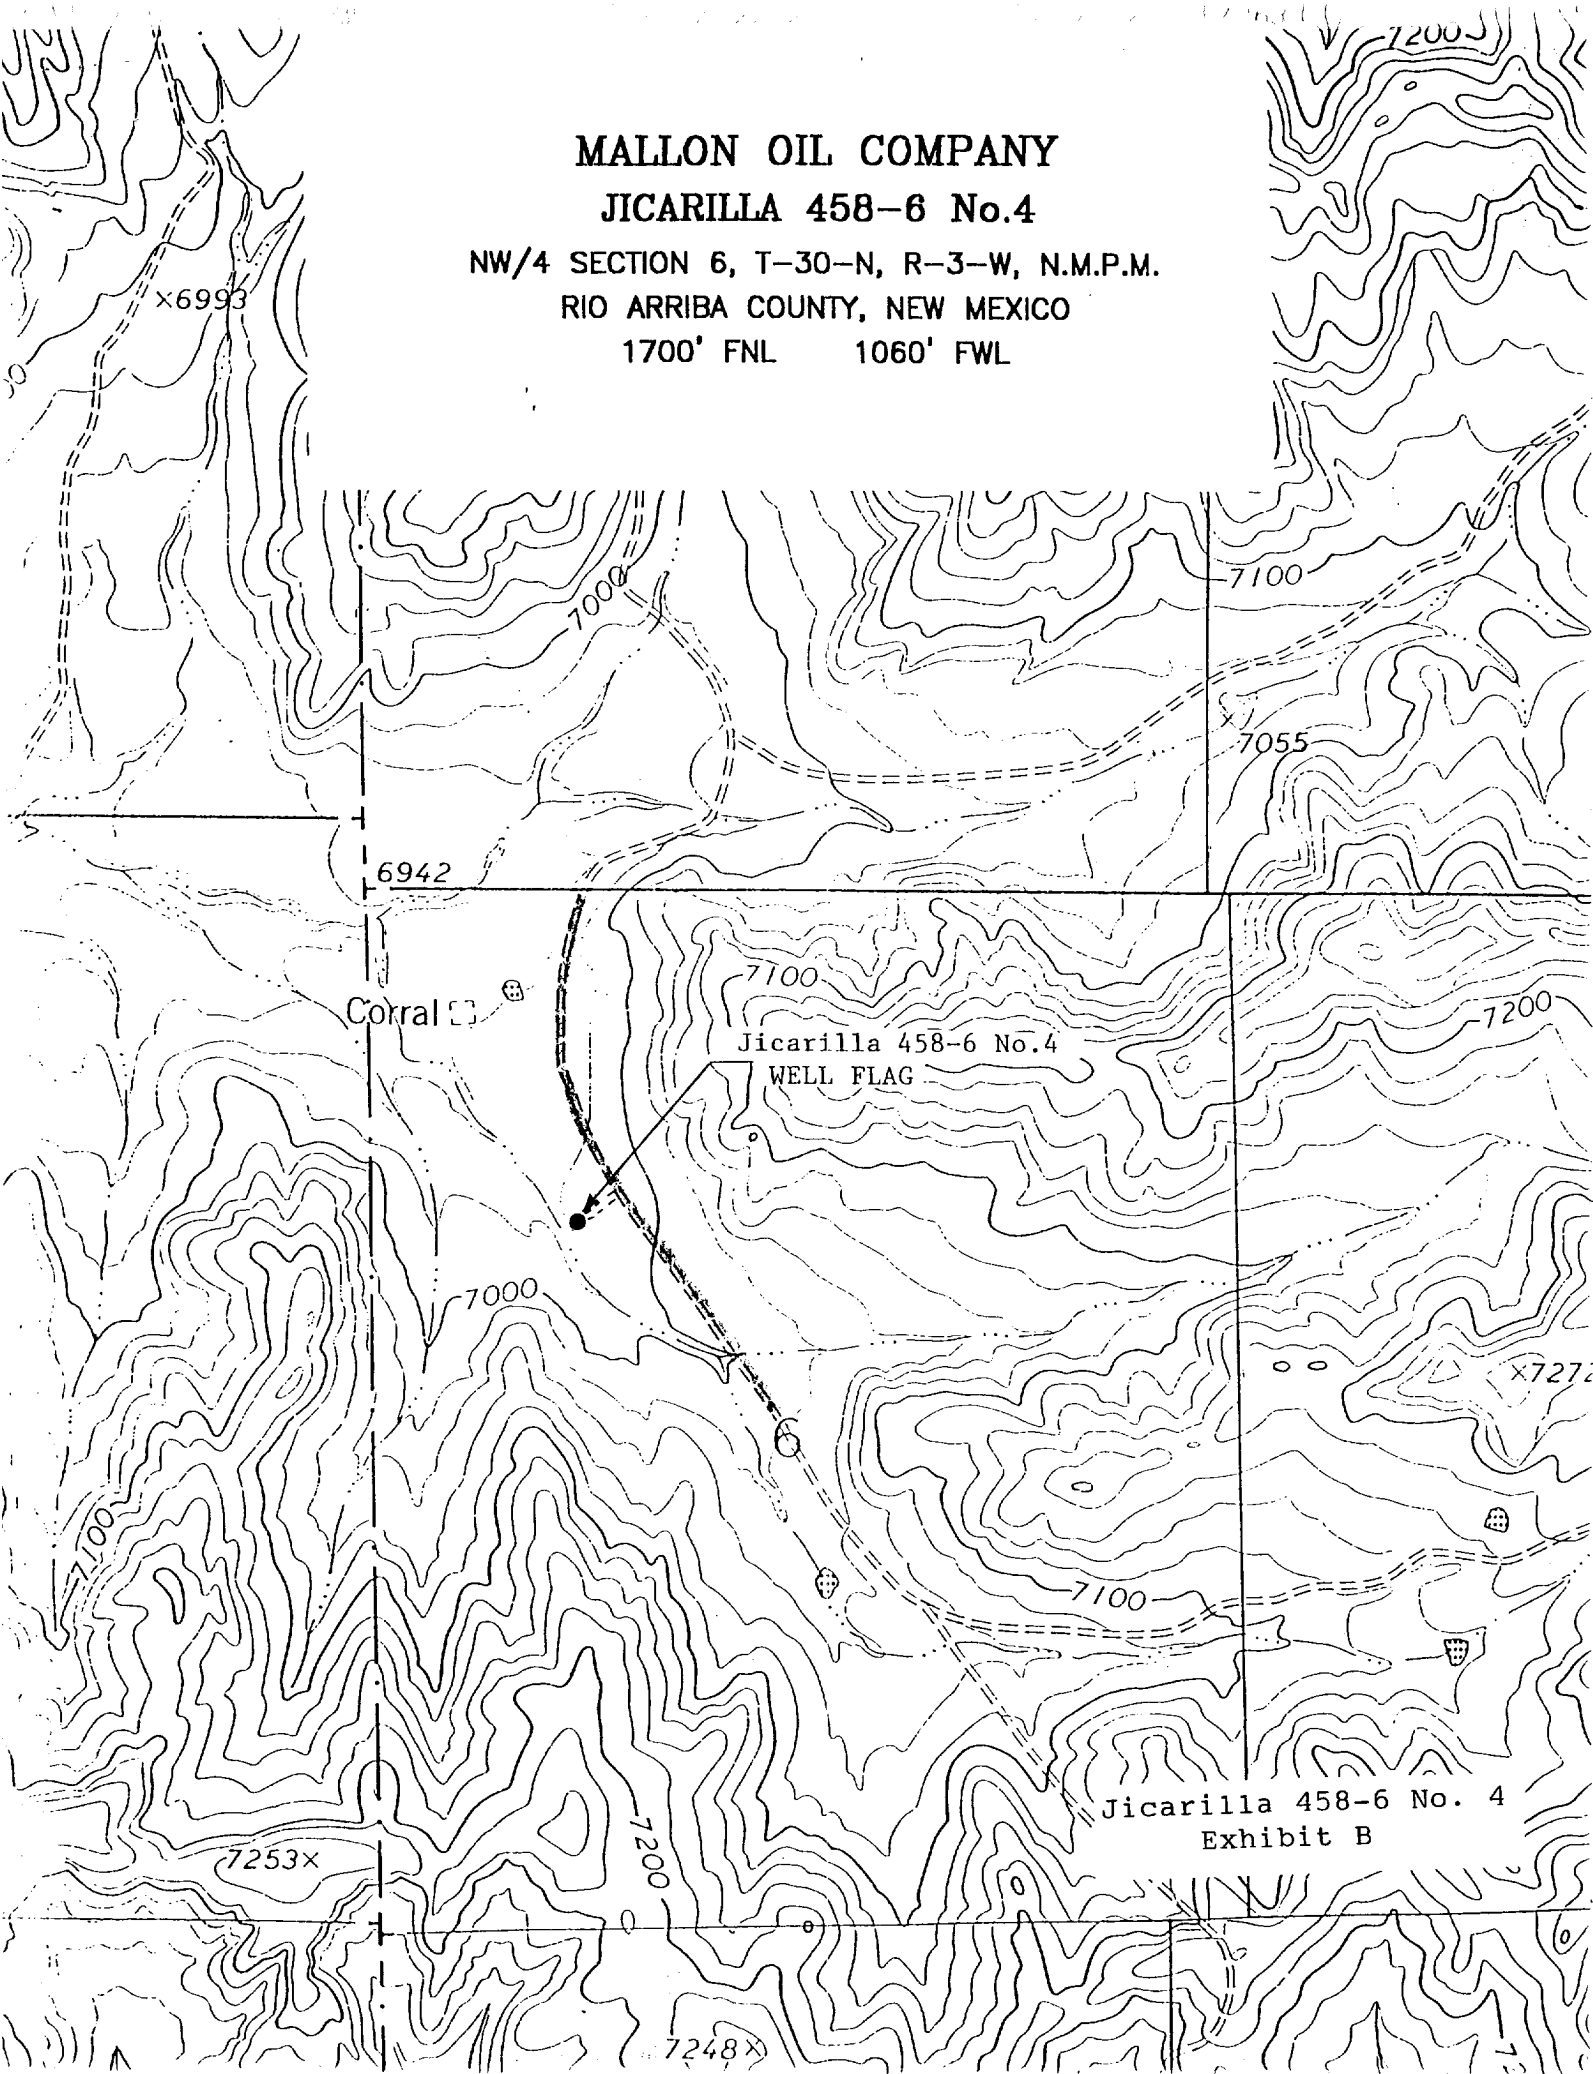 7200
MALLON OIL COMPANY
JICARILLA 458-6 No.4
NW/4 SECTION 6, T-30-N, R-3-W, N.M.P.M.
RIO ARRIBA COUNTY, NEW MEXICO
1700' FNL 1060' FWL
×6993
7000
7100
×
7055
6942
7100
7200
Corral
Jicarilla 458-6 No.4
WELL FLAG
7000
×7272
6
7100
7100
Jicarilla 458-6 No. 4
Exhibit B
7200
7253×
7248×